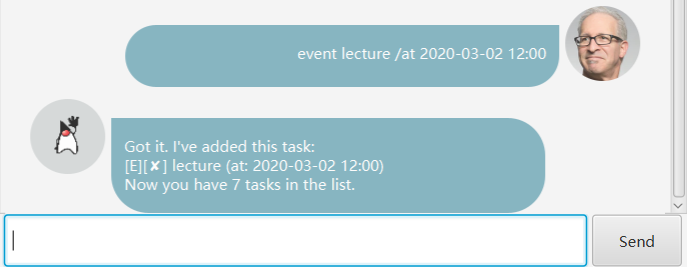 event lecture /at 2020-03-02 12:00
Got it. I've added this task:
[E][✘] lecture (at: 2020-03-02 12:00)
Now you have 7 tasks in the list.
Send